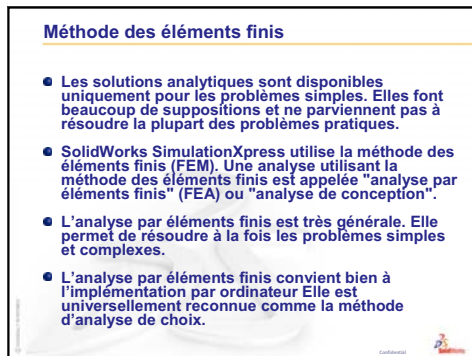 Méthode des éléments finis
Les solutions analytiques sont disponibles
uniquement pour les problèmes simples. Elles font
beaucoup de suppositions et ne parviennent pas à
résoudre la plupart des problèmes pratiques.
SolidWorks SimulationXpress utilise la méthode des
éléments finis (FEM). Une analyse utilisant la
méthode des éléments finis est appelée "analyse par
éléments finis" (FEA) ou "analyse de conception".
L'analyse par éléments finis est très générale. Elle
permet de résoudre à la fois les problèmes simples
et complexes.
L'analyse par éléments finis convient bien à
l'implémentation par ordinateur Elle est
universellement reconnue comme la méthode
d'analyse de choix.
Confidential
SolidWorks